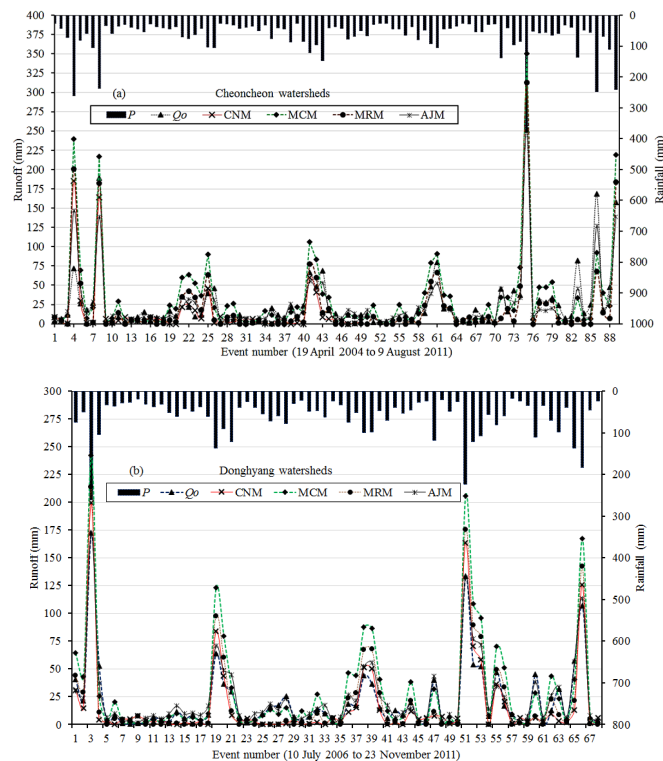 400 0
375
350 100
325
300 200
275
250 300
225
200 400
175 500
150 600
125
100 700
75 800
50
25 900
0 1000
Runoff (mm)
Rainfall (mm)
(a) Cheoncheon watersheds
P Qo CNM MCM MRM AJM
1 4 7 10 13 16 19 22 25 28 31 34 37 40 43 46 49 52 55 58 61 64 67 70 73 76 79 82 85 88
Event number (19 April 2004 to 9 August 2011)
300 0
275
250 100
225 200
200
175 300
150 400
125
100 500
75 600
50
25 700
0 800
Runoff (mm)
Rainfall (mm)
(b) Donghyang watersheds
P Qo CNM MCM MRM AJM
1 3 5 7 9 11 13 15 17 19 21 23 25 27 29 31 33 35 37 39 41 43 45 47 49 51 53 55 57 59 61 63 65 67
Event number (10 July 2006 to 23 November 2011)